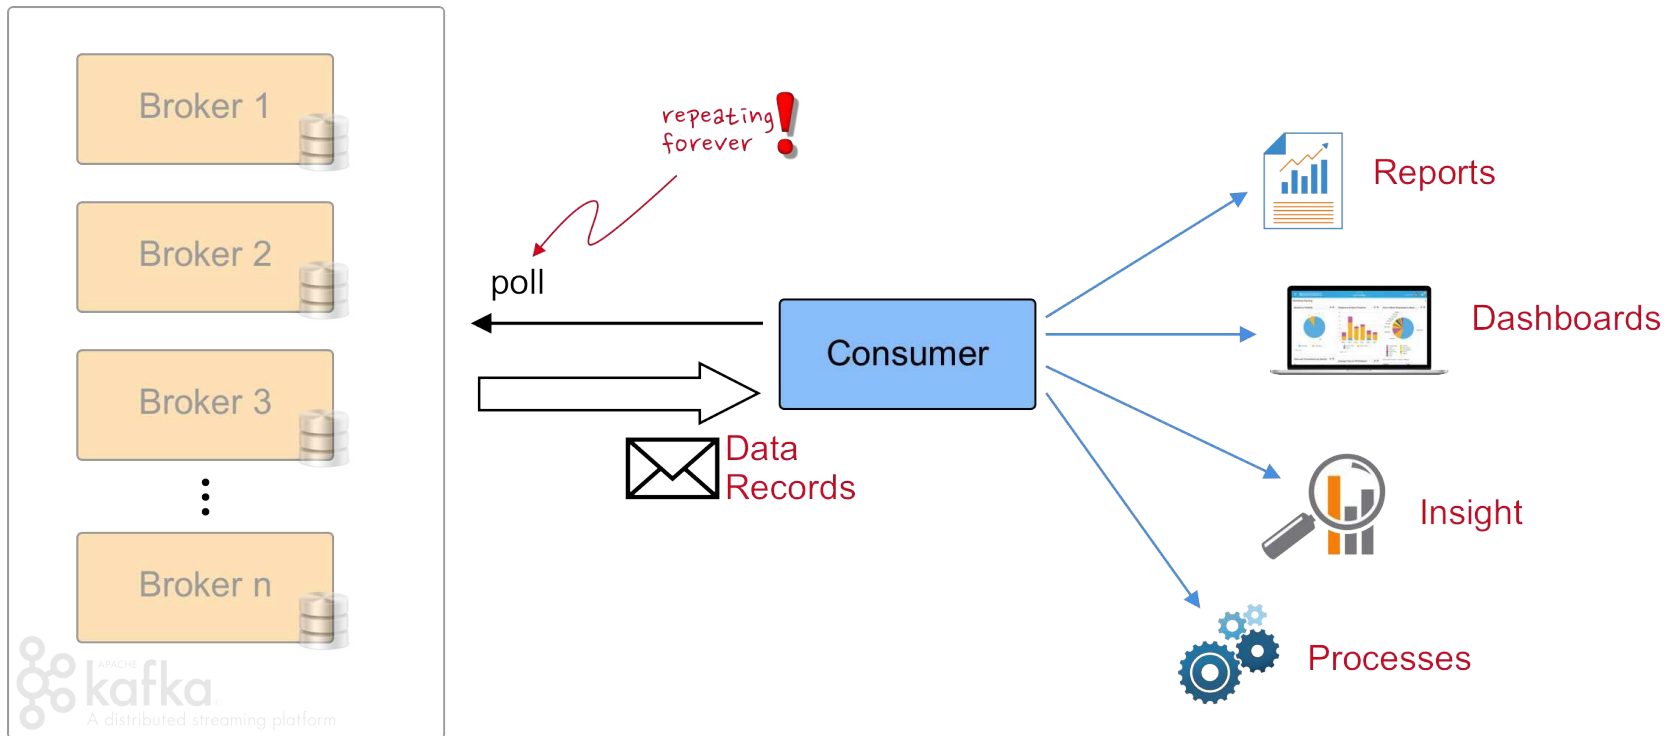 Broker 1
Broker 2
Broker 3
Broker n
APACHE
kafka
A distributed streaming platform
repeating
forever
poll
Consumer
Data
Records
Reports
Dashboards
Insight
Processes